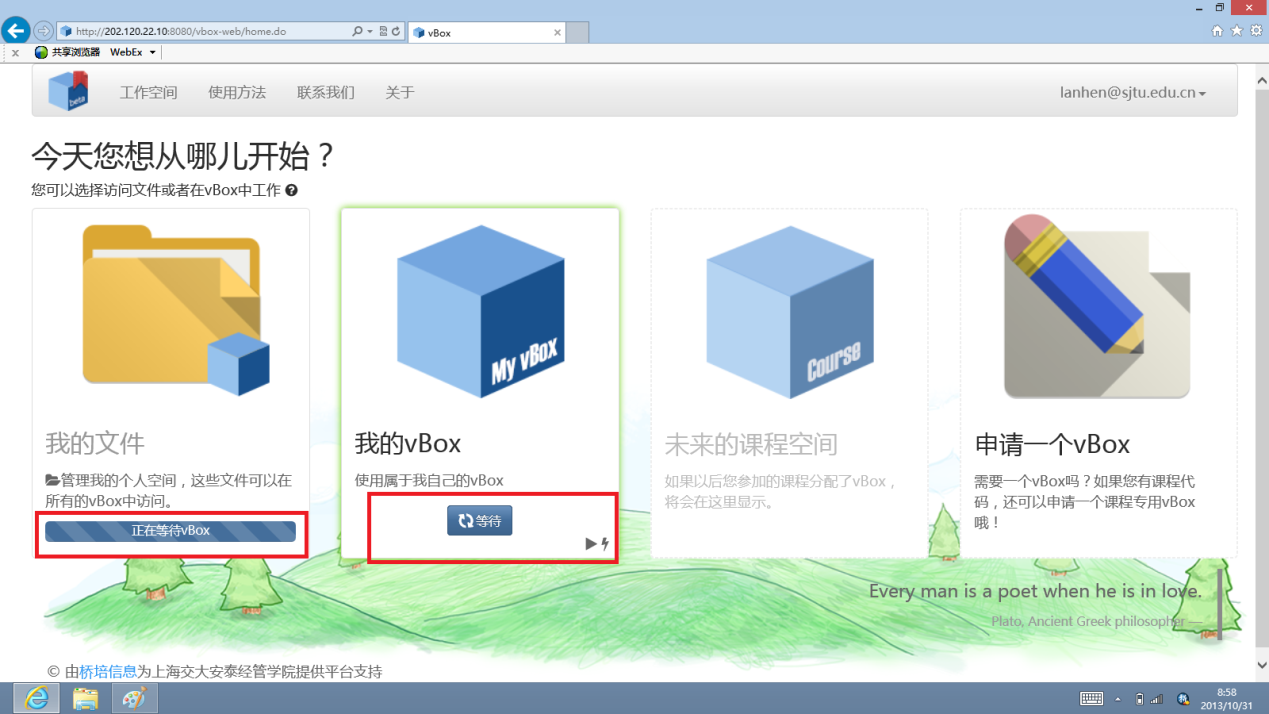 http://202.120.22.10:8080/vbox-web/home.do
vBox
共享浏览器 WebEx
beta
工作空间 使用方法 联系我们 关于
lanhen@sjtu.edu.cn
今天您想从哪儿开始？
您可以选择访问文件或者在vBox中工作
My vBox
Course
我的文件
管理我的个人空间，这些文件可以在
所有的vBox中访问。
正在等待vBox
我的vBox
使用属于我自己的vBox
等待
未来的课程空间
如果以后您参加的课程分配了vBox，
将会在这里显示。
申请一个vBox
需要一个vBox吗？如果您有课程代
码，还可以申请一个课程专用vBox
哦！
Every man is a poet when he is in love.
Plato, Ancient Greek philosopher —
© 由桥培信息为上海交大安泰经管学院提供平台支持
8:58
2013/10/31